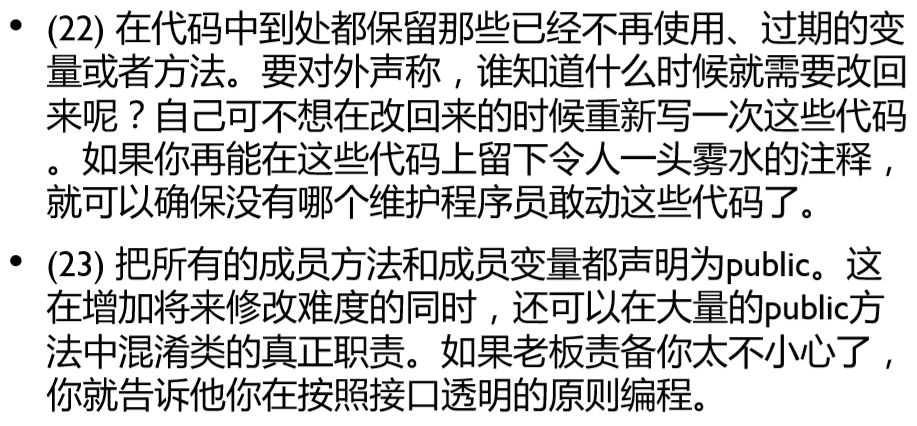 • (22) 在代码中到处都保留那些已经不再使用、过期的变
量或者方法。要对外声称，谁知道什么时候就需要改回
来呢？自己可不想在改回来的时候重新写一次这些代码
。如果你再能在这些代码上留下令人一头雾水的注释，
就可以确保没有哪个维护程序员敢动这些代码了。
• (23) 把所有的成员方法和成员变量都声明为public。这
在增加将来修改难度的同时，还可以在大量的public方
法中混淆类的真正职责。如果老板责备你太不小心了，
你就告诉他你在按照接口透明的原则编程。